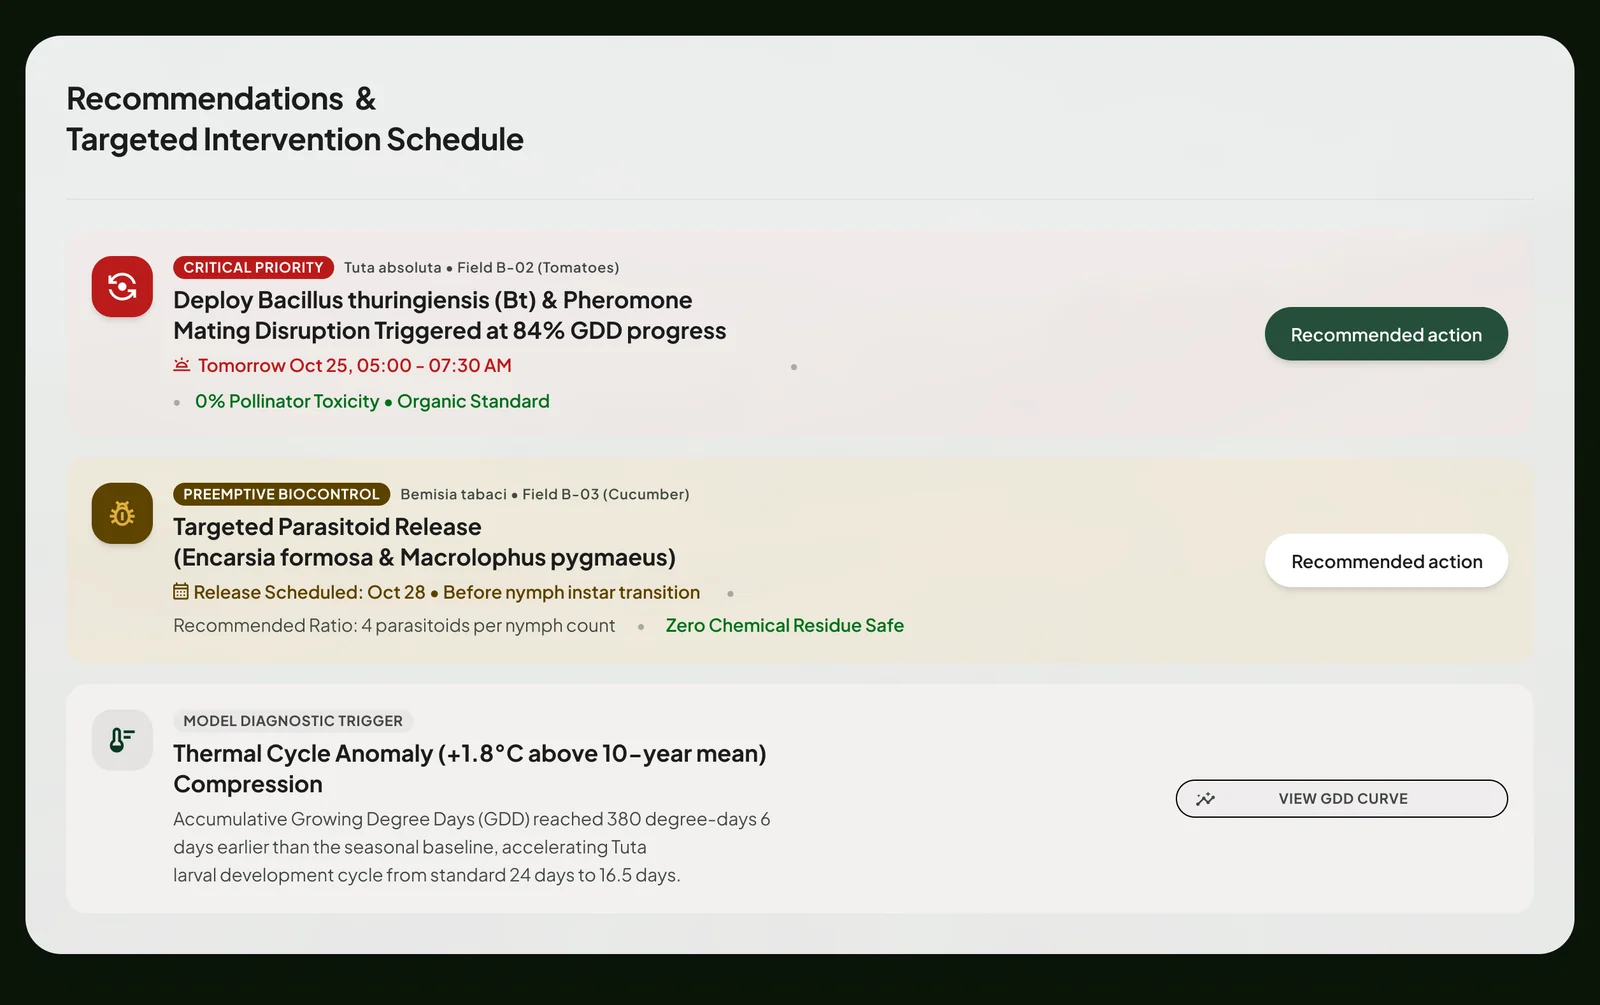 Recommendations &
Targeted Intervention Schedule
CRITICAL PRIORITY Tuta absoluta • Field B-02 (Tomatoes)
Deploy Bacillus thuringiensis (Bt) & Pheromone
Mating Disruption Triggered at 84% GDD progress
Tomorrow Oct 25, 05:00 - 07:30 AM •
• 0% Pollinator Toxicity • Organic Standard
Recommended action
PREEMPTIVE BIOCONTROL Bemisia tabaci • Field B-03 (Cucumber)
Targeted Parasitoid Release
(Encarsia formosa & Macrolophus pygmaeus)
Release Scheduled: Oct 28 • Before nymph instar transition •
Recommended Ratio: 4 parasitoids per nymph count • Zero Chemical Residue Safe
Recommended action
MODEL DIAGNOSTIC TRIGGER
Thermal Cycle Anomaly (+1.8°C above 10-year mean)
Compression
Accumulative Growing Degree Days (GDD) reached 380 degree-days 6
days earlier than the seasonal baseline, accelerating Tuta
larval development cycle from standard 24 days to 16.5 days.
VIEW GDD CURVE